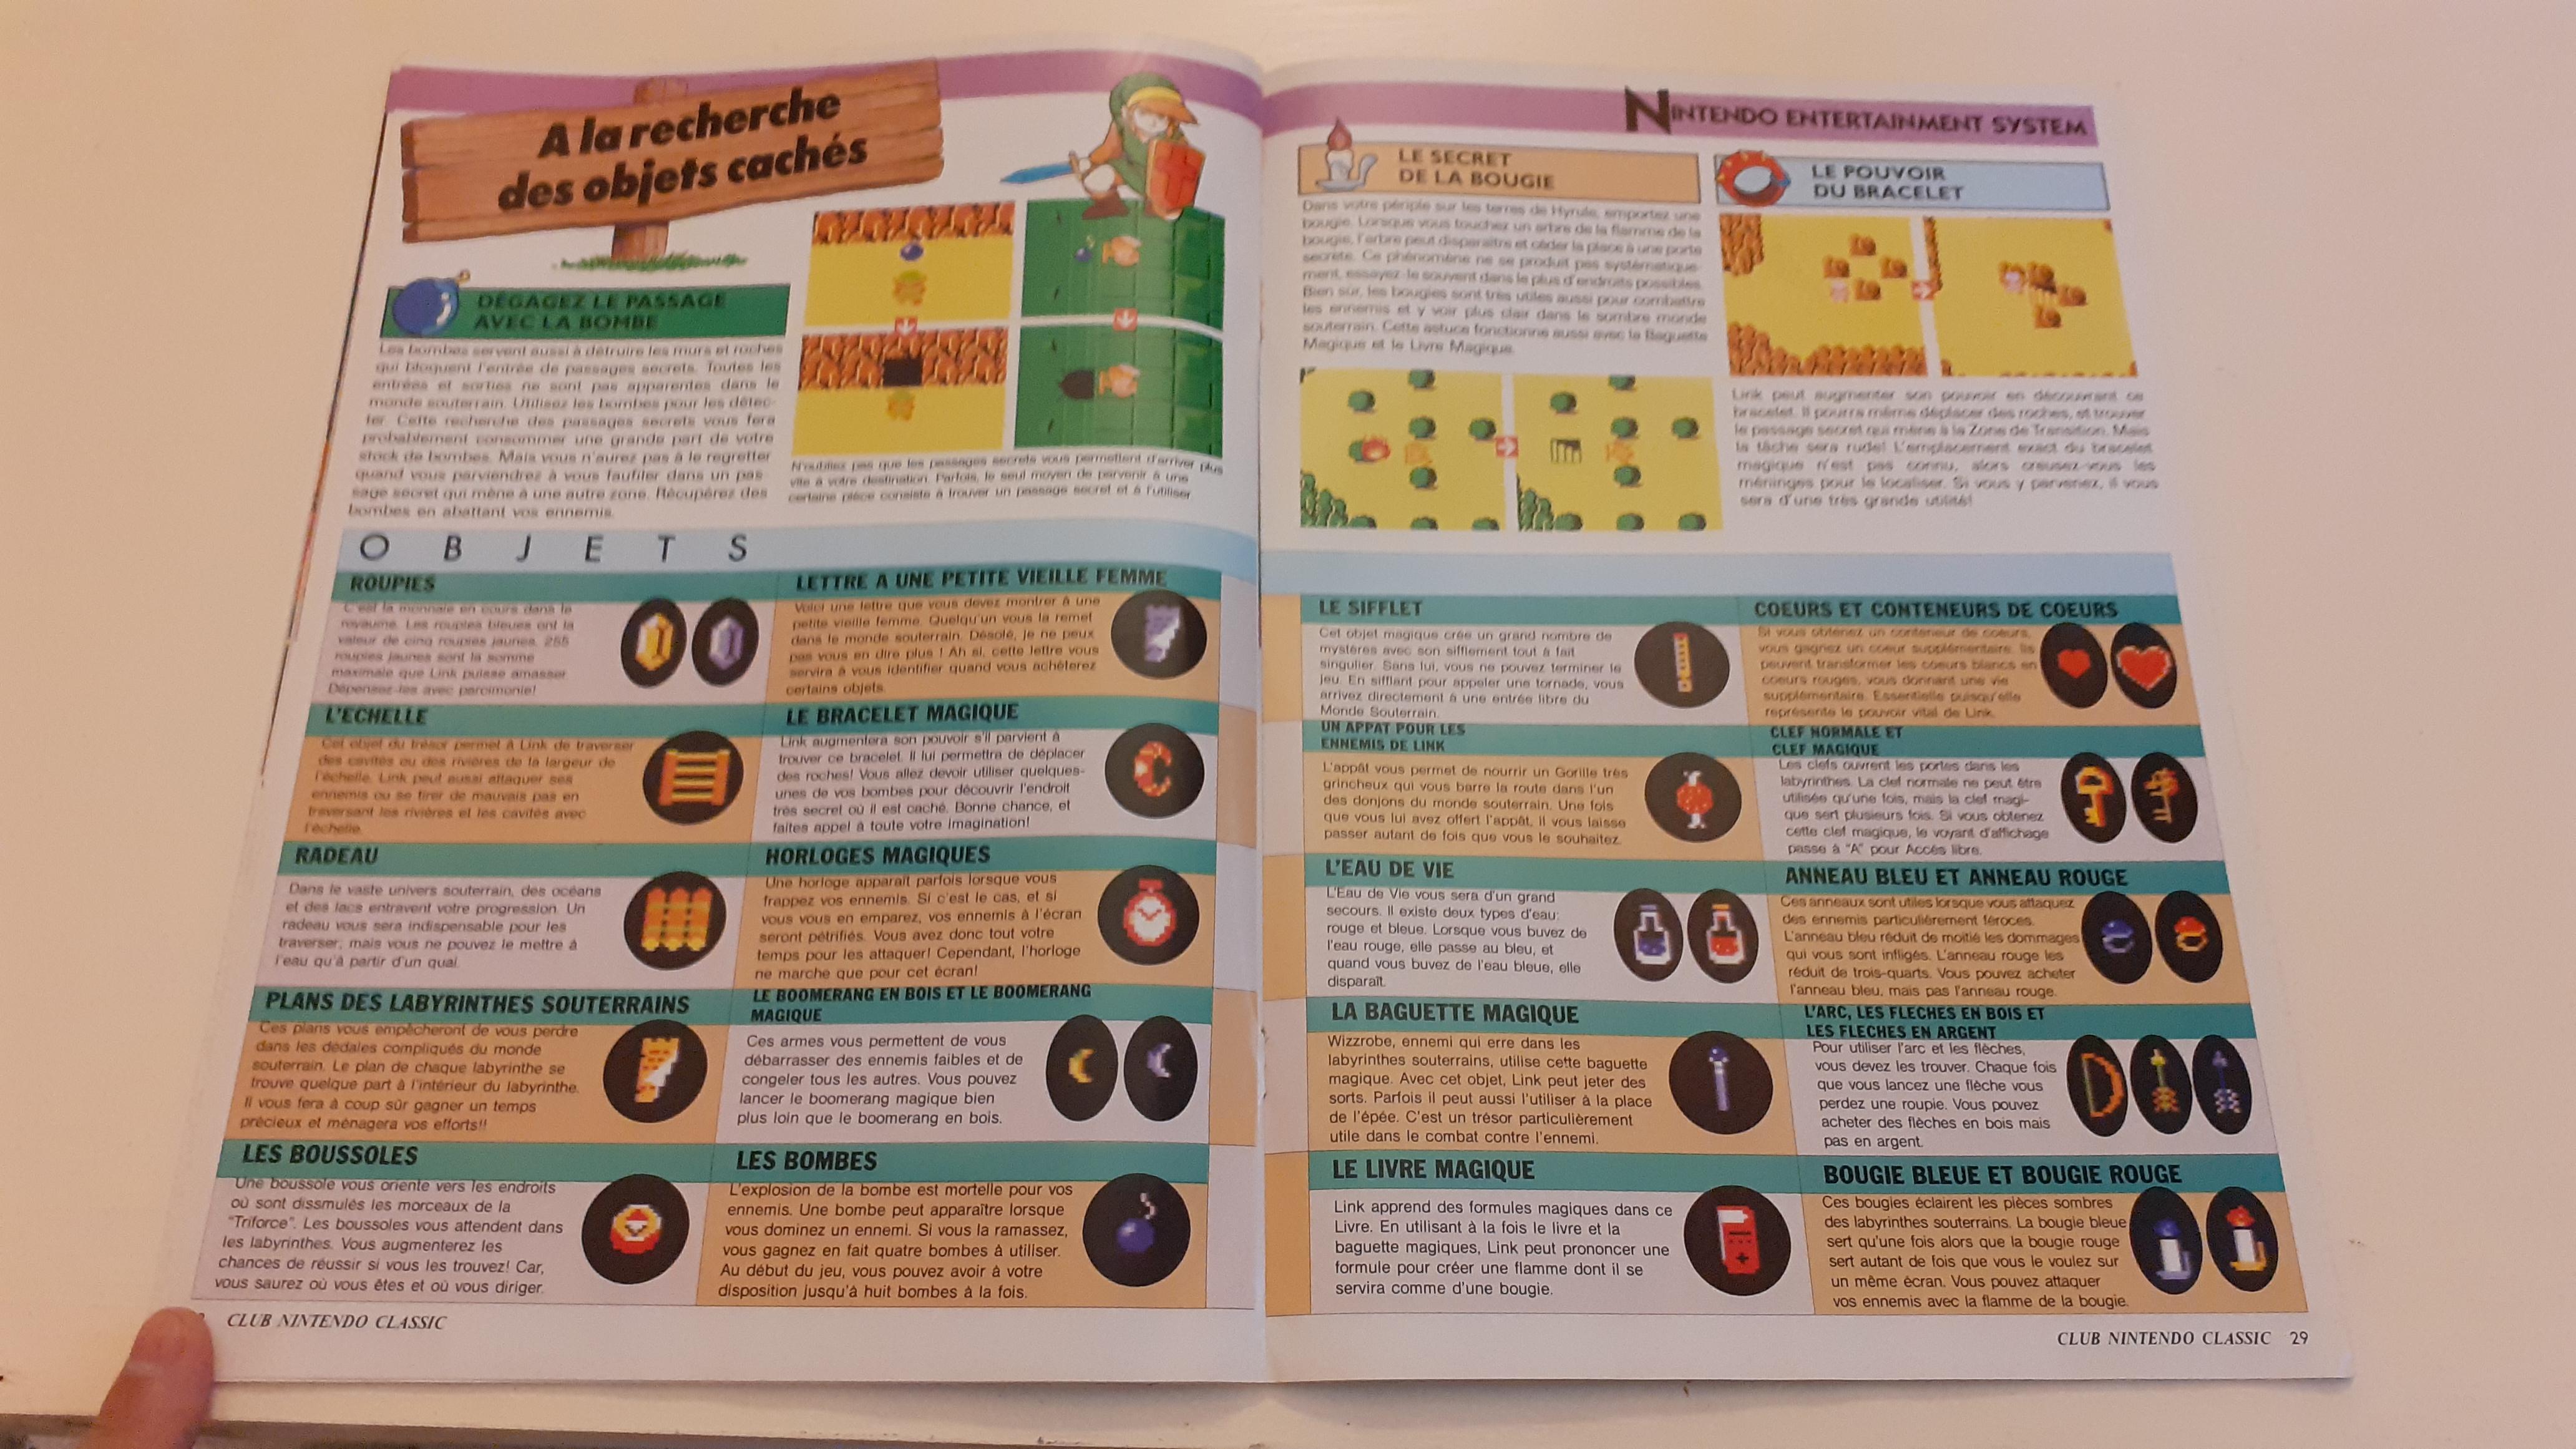 A la recherche
des objets cachés
DÉGAGEZ LE PASSAGE
AVEC LA BOMBE
Les bombes servent aussi à détruire les murs et roches
qui bloquent l'entrée de passages secrets. Toutes les
entrées et sorties ne sont pas apparentes dans le
monde souterrain. Utilisez les bombes pour les détec-
ter. Cette recherche des passages secrets vous fera
probablement consommer une grande part de votre
stock de bombes. Mais vous n'aurez pas à le regretter
quand vous parviendrez à vous faufiler dans un pas
sage secret qui mène à une autre zone. Récupérez des
bombes en abattant vos ennemis.
N'oubliez pas que les passages secrets vous permettent d'arriver plus
vite à votre destination. Parfois, le seul moyen de parvenir à une
certaine pièce consiste à trouver un passage secret et à l'utiliser
OBJETS
ROUPIES
C'est la monnaie en cours dans le
royaume. Les roupies bleues ont la
valeur de cinq roupies jaunes. 255
roupies jaunes sont la somme
maximale que Link puisse amasser
Dépensez-les avec parcimonie!
LETTRE A UNE PETITE VIEILLE FEMME
Voici une lettre que vous devez montrer à une
petite vieille femme. Quelqu'un vous la remet
dans le monde souterrain. Désolé, je ne peux
pas vous en dire plus ! Ah si, cette lettre vous
servira à vous identifier quand vous achèterez
certains objets.
L'ECHELLE
Cet objet du trésor permet à Link de traverser
des cavités ou des rivières de la largeur de
l'échelle. Link peut aussi attaquer ses
ennemis ou se tirer de mauvais pas en
traversant les rivières et les cavités avec
l'échelle.
LE BRACELET MAGIQUE
Link augmentera son pouvoir s'il parvient à
trouver ce bracelet. Il lui permettra de déplacer
des roches! Vous allez devoir utiliser quelques-
unes de vos bombes pour découvrir l'endroit
très secret où il est caché. Bonne chance, et
faites appel à toute votre imagination!
RADEAU
Dans le vaste univers souterrain, des océans
et des lacs entravent votre progression. Un
radeau vous sera indispensable pour les
traverser, mais vous ne pouvez le mettre à
l'eau qu'à partir d'un quai.
HORLOGES MAGIQUES
Une horloge apparaît parfois lorsque vous
frappez vos ennemis. Si c'est le cas, et si
vous vous en emparez, vos ennemis à l'écran
seront pétrifiés. Vous avez donc tout votre
temps pour les attaquer! Cependant, l'horloge
ne marche que pour cet écran!
PLANS DES LABYRINTHES SOUTERRAINS
Ces plans vous empêcheront de vous perdre
dans les dédales compliqués du monde
souterrain. Le plan de chaque labyrinthe se
trouve quelque part à l'intérieur du labyrinthe.
Il vous fera à coup sûr gagner un temps
précieux et ménagera vos efforts!!
LE BOOMERANG EN BOIS ET LE BOOMERANG
MAGIQUE
Ces armes vous permettent de vous
débarrasser des ennemis faibles et de
congeler tous les autres. Vous pouvez
lancer le boomerang magique bien
plus loin que le boomerang en bois.
LES BOUSSOLES
Une boussole vous oriente vers les endroits
où sont dissmulés les morceaux de la
"Triforce". Les boussoles vous attendent dans
les labyrinthes. Vous augmenterez les
chances de réussir si vous les trouvez! Car,
vous saurez où vous êtes et où vous diriger.
LES BOMBES
L'explosion de la bombe est mortelle pour vos
ennemis. Une bombe peut apparaître lorsque
vous dominez un ennemi. Si vous la ramassez,
vous gagnez en fait quatre bombes à utiliser.
Au début du jeu, vous pouvez avoir à votre
disposition jusqu'à huit bombes à la fois.
CLUB NINTENDO CLASSIC
NINTENDO ENTERTAINMENT SYSTEM
LE SECRET
DE LA BOUGIE
Dans votre périple sur les terres de Hyrule, emportez une
bougie. Lorsque vous touchez un arbre de la flamme de la
bougie, l'arbre peut disparaître et céder la place à une porte
secrète. Ce phénomène ne se produit pas systématique-
ment, essayez-le souvent dans le plus d'endroits possibles.
Bien sûr, les bougies sont très utiles aussi pour combattre
les ennemis et y voir plus clair dans le sombre monde
souterrain. Cette astuce fonctionne aussi avec la Baguette
Magique et le Livre Magique.
LE POUVOIR
DU BRACELET
Link peut augmenter son pouvoir en découvrant ce
bracelet. Il pourra même déplacer des roches, et trouver
le passage secret qui mène à la Zone de Transition. Mais
la tâche sera rude! L'emplacement exact du bracelet
magique n'est pas connu, alors creusez-vous les
méninges pour le localiser. Si vous y parvenez, il vous
sera d'une très grande utilité!
LE SIFFLET
Cet objet magique crée un grand nombre de
mystères avec son sifflement tout à fait
singulier. Sans lui, vous ne pouvez terminer le
jeu. En sifflant pour appeler une tornade, vous
arrivez directement à une entrée libre du
Monde Souterrain.
COEURS ET CONTENEURS DE COEURS
Si vous obtenez un conteneur de coeurs,
vous gagnez un coeur supplémentaire. Ils
peuvent transformer les coeurs blancs en
coeurs rouges, vous donnant une vie
supplémentaire. Essentielle puisqu'elle
représente le pouvoir vital de Link.
UN APPAT POUR LES
ENNEMIS DE LINK
L'appât vous permet de nourrir un Gorille très
grincheux qui vous barre la route dans l'un
des donjons du monde souterrain. Une fois
que vous lui avez offert l'appât, il vous laisse
passer autant de fois que vous le souhaitez.
CLEF NORMALE ET
CLEF MAGIQUE
Les clefs ouvrent les portes dans les
labyrinthes. La clef normale ne peut être
utilisée qu'une fois, mais la clef magi-
que sert plusieurs fois. Si vous obtenez
cette clef magique, le voyant d'affichage
passe à "A" pour Accès libre.
L'EAU DE VIE
L'Eau de Vie vous sera d'un grand
secours. Il existe deux types d'eau:
rouge et bleue. Lorsque vous buvez de
l'eau rouge, elle passe au bleu, et
quand vous buvez de l'eau bleue, elle
disparaît.
ANNEAU BLEU ET ANNEAU ROUGE
Ces anneaux sont utiles lorsque vous attaquez
des ennemis particulièrement féroces.
L'anneau bleu réduit de moitié les dommages
qui vous sont infligés. L'anneau rouge les
réduit de trois-quarts. Vous pouvez acheter
l'anneau bleu, mais pas l'anneau rouge.
LA BAGUETTE MAGIQUE
Wizzrobe, ennemi qui erre dans les
labyrinthes souterrains, utilise cette baguette
magique. Avec cet objet, Link peut jeter des
sorts. Parfois il peut aussi l'utiliser à la place
de l'épée. C'est un trésor particulièrement
utile dans le combat contre l'ennemi.
L'ARC, LES FLECHES EN BOIS ET
LES FLECHES EN ARGENT
Pour utiliser l'arc et les flèches,
vous devez les trouver. Chaque fois
que vous lancez une flèche vous
perdez une roupie. Vous pouvez
acheter des flèches en bois mais
pas en argent.
LE LIVRE MAGIQUE
Link apprend des formules magiques dans ce
Livre. En utilisant à la fois le livre et la
baguette magiques, Link peut prononcer une
formule pour créer une flamme dont il se
servira comme d'une bougie.
BOUGIE BLEUE ET BOUGIE ROUGE
Ces bougies éclairent les pièces sombres
des labyrinthes souterrains. La bougie bleue
sert qu'une fois alors que la bougie rouge
sert autant de fois que vous le voulez sur
un même écran. Vous pouvez attaquer
vos ennemis avec la flamme de la bougie.
CLUB NINTENDO CLASSIC 29